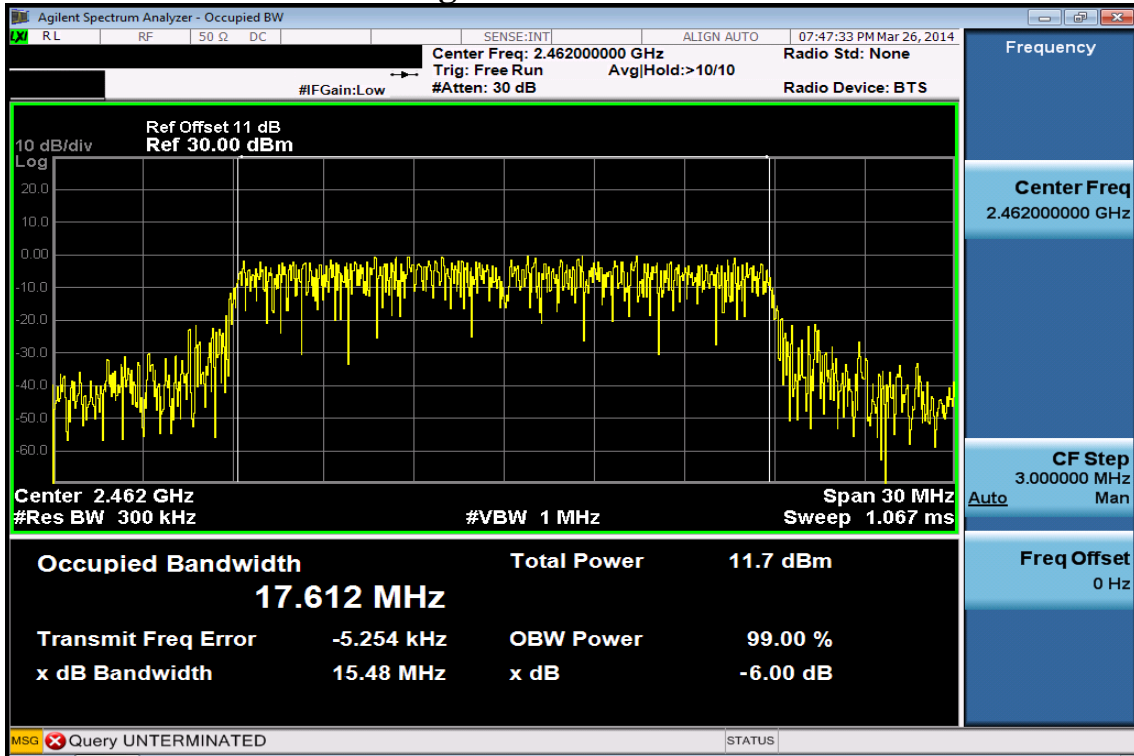 Agilent Spectrum Analyzer - Occupied BW
LXI RL RF 50 Ω DC SENSE:INT ALIGN AUTO 07:47:33 PM Mar 26, 2014
Center Freq: 2.462000000 GHz Radio Std: None
Trig: Free Run Avg|Hold:>10/10
#IFGain:Low #Atten: 30 dB Radio Device: BTS
Frequency
Ref Offset 11 dB
10 dB/div Ref 30.00 dBm
Log
20.0
10.0
0.00
-10.0
-20.0
-30.0
-40.0
-50.0
-60.0
Center 2.462 GHz Span 30 MHz
#Res BW 300 kHz #VBW 1 MHz Sweep 1.067 ms
Center Freq
2.462000000 GHz
CF Step
3.000000 MHz
Auto Man
Freq Offset
0 Hz
Occupied Bandwidth Total Power 11.7 dBm
17.612 MHz
Transmit Freq Error -5.254 kHz OBW Power 99.00 %
x dB Bandwidth 15.48 MHz x dB -6.00 dB
MSG Query UNTERMINATED STATUS